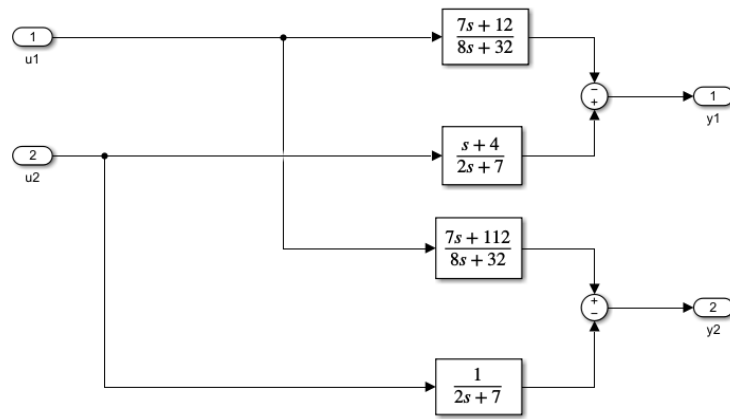 1
u1
7s + 12
8s + 32
−
+
1
y1
2
u2
s + 4
2s + 7
7s + 112
8s + 32
+
−
2
y2
1
2s + 7